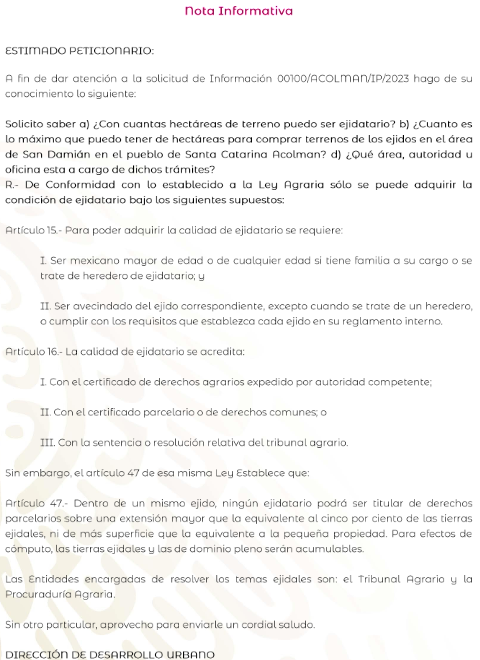 Nota Informativa
ESTIMADO PETICIONARIO:
A fin de dar atención a la solicitud de Información 00100/ACOLMAN/IP/2023 hago de su
conocimiento lo siguiente:
Solicito saber a) ¿Con cuantas hectáreas de terreno puedo ser ejidatario? b) ¿Cuanto es
lo máximo que puedo tener de hectáreas para comprar terrenos de los ejidos en el área
de San Damián en el pueblo de Santa Catarina Acolman? d) ¿Qué área, autoridad u
oficina esta a cargo de dichos trámites?
R.- De Conformidad con lo establecido a la Ley Agraria sólo se puede adquirir la
condición de ejidatario bajo los siguientes supuestos:
Artículo 15.- Para poder adquirir la calidad de ejidatario se requiere:
I. Ser mexicano mayor de edad o de cualquier edad si tiene familia a su cargo o se
trate de heredero de ejidatario; y
II. Ser avecindado del ejido correspondiente, excepto cuando se trate de un heredero,
o cumplir con los requisitos que establezca cada ejido en su reglamento interno.
Artículo 16.- La calidad de ejidatario se acredita:
I. Con el certificado de derechos agrarios expedido por autoridad competente;
II. Con el certificado parcelario o de derechos comunes; o
III. Con la sentencia o resolución relativa del tribunal agrario.
Sin embargo, el artículo 47 de esa misma Ley Establece que:
Artículo 47.- Dentro de un mismo ejido, ningún ejidatario podrá ser titular de derechos
parcelarios sobre una extensión mayor que la equivalente al cinco por ciento de las tierras
ejidales, ni de más superficie que la equivalente a la pequeña propiedad. Para efectos de
cómputo, las tierras ejidales y las de dominio pleno serán acumulables.
Las Entidades encargadas de resolver los temas ejidales son: el Tribunal Agrario y la
Procuraduría Agraria.
Sin otro particular, aprovecho para enviarle un cordial saludo.
DIRECCIÓN DE DESARROLLO URBANO